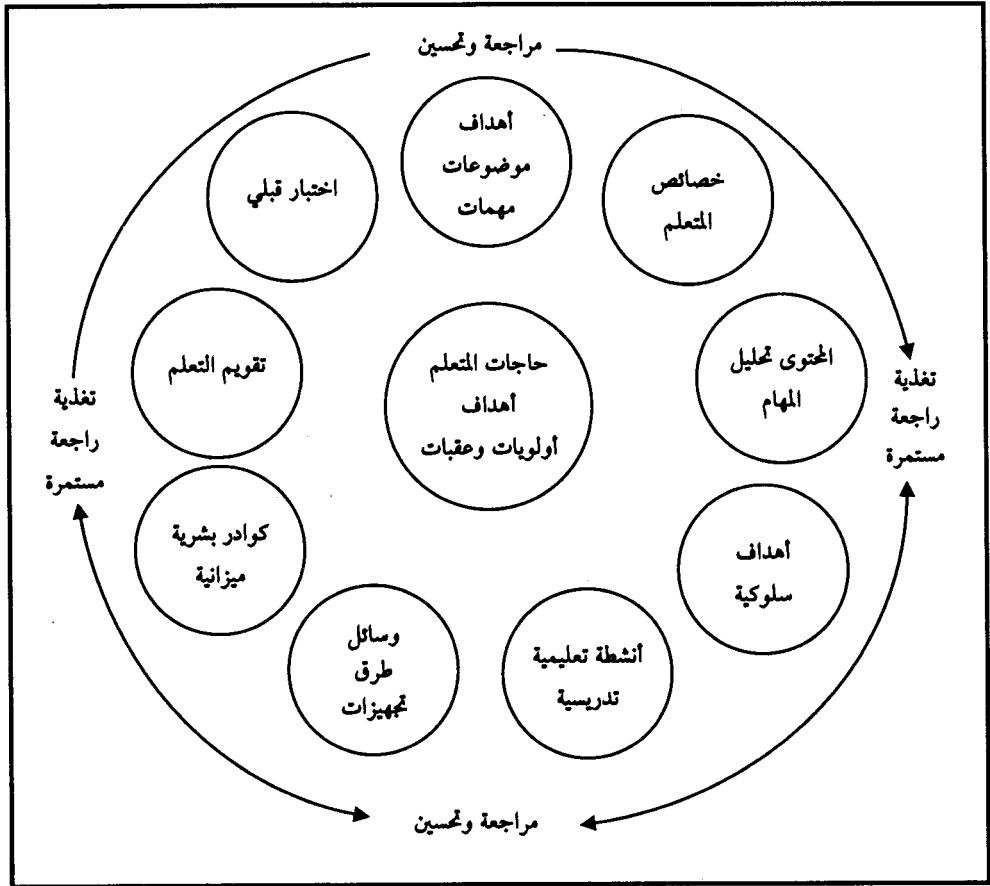 مراجعة وتحسين
أهداف
موضوعات
مهمات
خصائص
المتعلم
اختبار قبلي
المحتوى تحليل
المهام
تقويم التعلم
حاجات المتعلم
أهداف
أولويات وعقبات
تغذية
راجعة
مستمرة
تغذية
راجعة
مستمرة
أهداف
سلوكية
كوادر بشرية
ميزانية
أنشطة تعليمية
تدريسية
وسائل
طرق
تجهيزات
مراجعة وتحسين